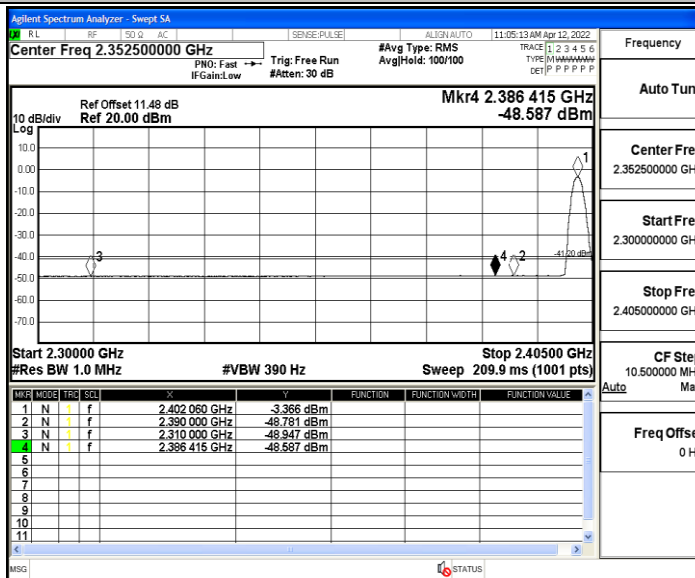 Agilent Spectrum Analyzer - Swept SA
LXI RL RF 50 Ω AC SENSE:PULSE ALIGN AUTO 11:05:13 AM Apr 12, 2022
Center Freq 2.352500000 GHz #Avg Type: RMS TRACE 1 2 3 4 5 6
PNO: Fast Trig: Free Run Avg|Hold: 100/100 TYPE M WWWWW
IFGain:Low #Atten: 30 dB DET P P P P P P
Mkr4 2.386 415 GHz
-48.587 dBm
Ref Offset 11.48 dB
10 dB/div Ref 20.00 dBm
Log
10.0
0.00
-10.0
-20.0
-30.0
-40.0
-50.0
-60.0
-70.0
1
3
4
2
-41.20 dBm
Start 2.30000 GHz Stop 2.40500 GHz
#Res BW 1.0 MHz #VBW 390 Hz Sweep 209.9 ms (1001 pts)
MKR MODE TRC SCL X Y FUNCTION FUNCTION WIDTH FUNCTION VALUE
1 N 1 f 2.402 060 GHz -3.366 dBm
2 N 1 f 2.390 000 GHz -48.781 dBm
3 N 1 f 2.310 000 GHz -48.947 dBm
4 N 1 f 2.386 415 GHz -48.587 dBm
5
6
7
8
9
10
11
MSG STATUS
Frequency
Auto Tun
Center Fre
2.352500000 GH
Start Fre
2.300000000 GH
Stop Fre
2.405000000 GH
CF Step
10.500000 MH
Auto Ma
Freq Offse
0 H